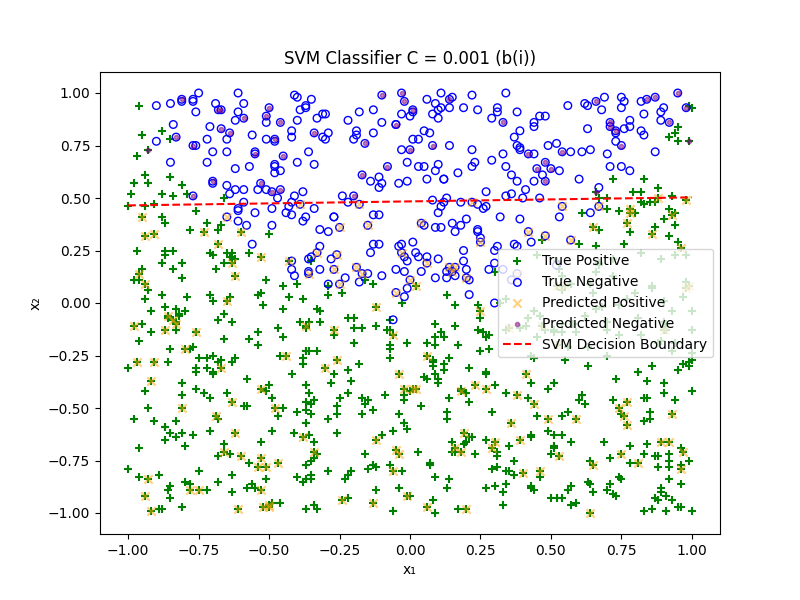 SVM Classifier C = 0.001 (b(i))
1.00
0.75
0.50
0.25
0.00
−0.25
−0.50
−0.75
−1.00
x₂
True Positive
True Negative
Predicted Positive
Predicted Negative
SVM Decision Boundary
−1.00 −0.75 −0.50 −0.25 0.00 0.25 0.50 0.75 1.00
x₁